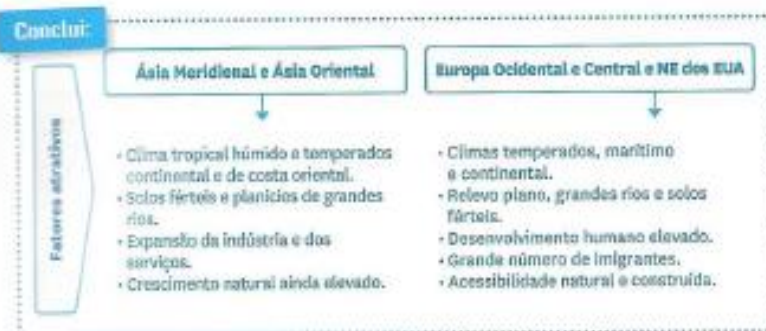 Conclui:
Ásia Meridional e Ásia Oriental
Europa Ocidental e Central e NE dos EUA
Fatores atrativos
• Clima tropical húmido e temperados
continental e de costa oriental.
• Solos férteis e planícies de grandes
rios.
• Expansão da indústria e dos
serviços.
• Crescimento natural ainda elevado.
• Climas temperados, marítimo
e continental.
• Relevo plano, grandes rios e solos
férteis.
• Desenvolvimento humano elevado.
• Grande número de imigrantes.
• Acessibilidade natural e construída.